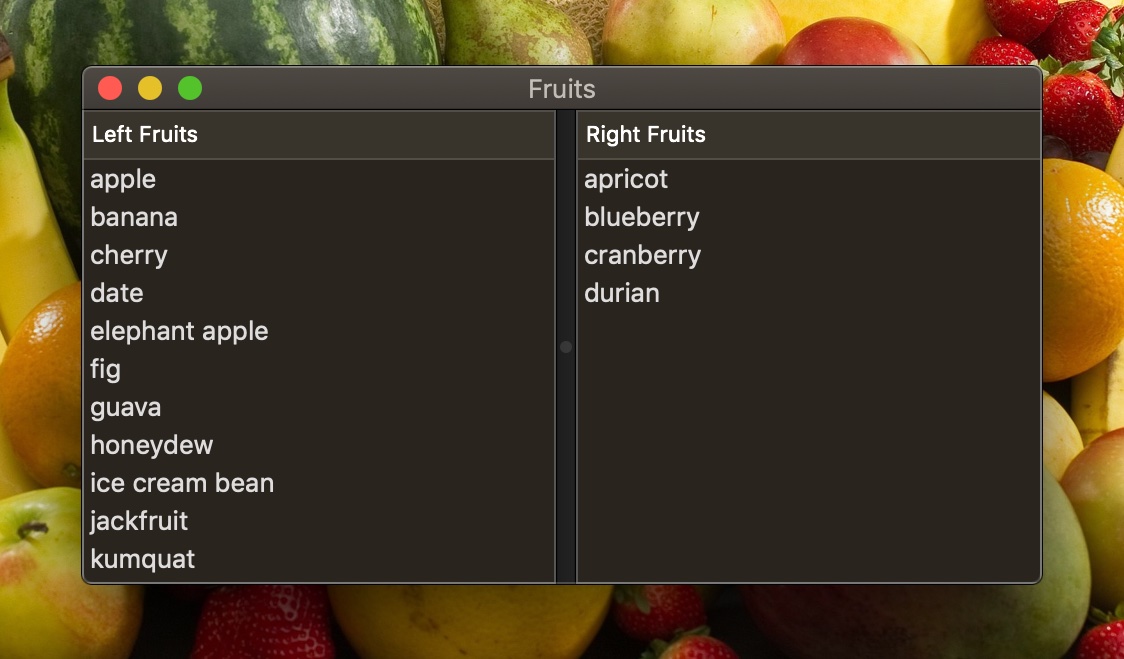 Fruits
Left Fruits
apple
banana
cherry
date
elephant apple
fig
guava
honeydew
ice cream bean
jackfruit
kumquat
Right Fruits
apricot
blueberry
cranberry
durian